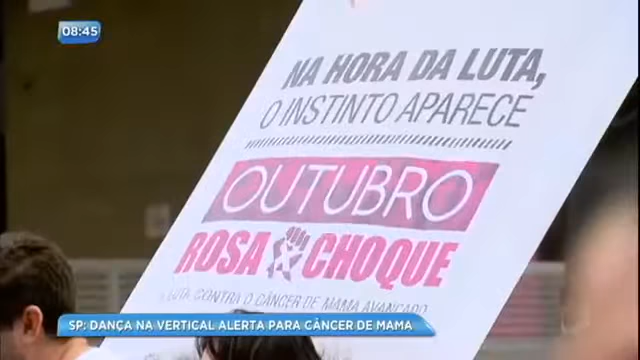 08:45
NA HORA DA LUTA,
O INSTINTO APARECE
OUTUBRO
ROSA CHOQUE
A LUTA CONTRA O CÂNCER DE MAMA AVANÇADO
SP: DANÇA NA VERTICAL ALERTA PARA CÂNCER DE MAMA